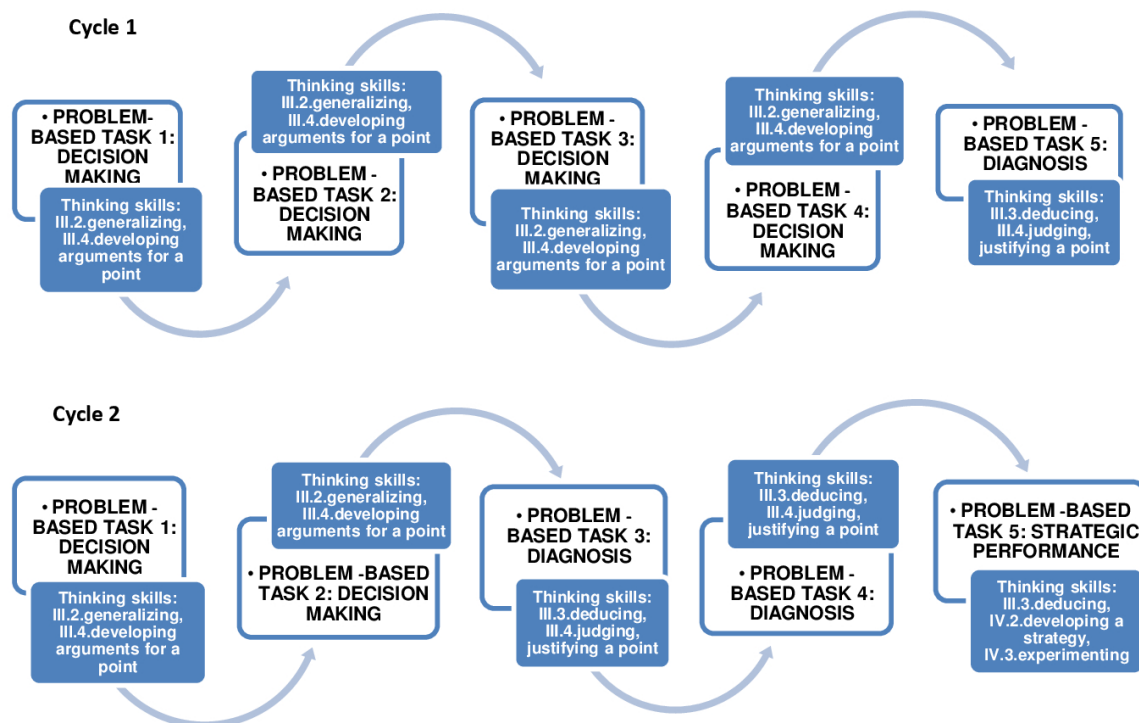 Cycle 1
• PROBLEM-
BASED TASK 1:
DECISION
MAKING
Thinking skills:
III.2.generalizing,
III.4.developing
arguments for a
point
Thinking skills:
III.2.generalizing,
III.4.developing
arguments for a point
• PROBLEM -
BASED TASK 2:
DECISION
MAKING
• PROBLEM -
BASED TASK 3:
DECISION
MAKING
Thinking skills:
III.2.generalizing,
III.4.developing
arguments for a point
Thinking skills:
III.2.generalizing,
III.4.developing
arguments for a point
• PROBLEM -
BASED TASK 4:
DECISION
MAKING
• PROBLEM -
BASED TASK 5:
DIAGNOSIS
Thinking skills:
III.3.deducing,
III.4.judging,
justifying a point
Cycle 2
• PROBLEM -
BASED TASK 1:
DECISION
MAKING
Thinking skills:
III.2.generalizing,
III.4.developing
arguments for a
point
Thinking skills:
III.2.generalizing,
III.4.developing
arguments for a point
• PROBLEM -BASED
TASK 2: DECISION
MAKING
• PROBLEM -
BASED TASK 3:
DIAGNOSIS
Thinking skills:
III.3.deducing,
III.4.judging,
justifying a point
Thinking skills:
III.3.deducing,
III.4.judging,
justifying a point
• PROBLEM -
BASED TASK 4:
DIAGNOSIS
• PROBLEM -BASED
TASK 5: STRATEGIC
PERFORMANCE
Thinking skills:
III.3.deducing,
IV.2.developing a
strategy,
IV.3.experimenting